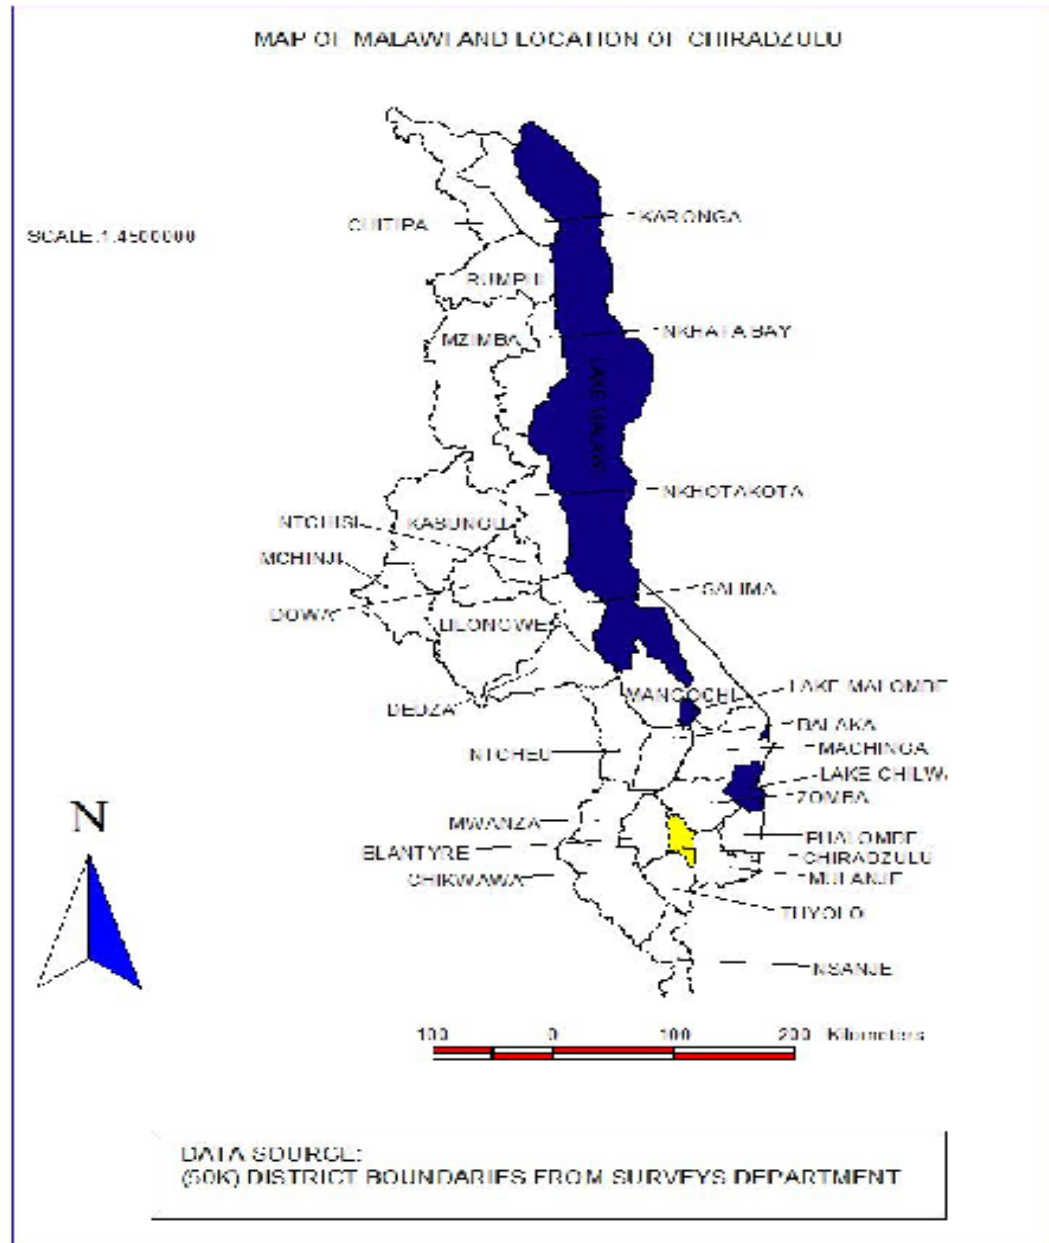 MAP OF MALAWI AND LOCATION OF CHIRADZULU
SCALE:1:4500000
CHITIPA
KARONGA
RUMPHI
MZIMBA
NKHATA BAY
LAKE MALAWI
NKHOTAKOTA
NTCHISI
KASUNGU
MCHINJI
DOWA
SALIMA
LILONGWE
DEDZA
MANGOCHI
LAKE MALOMBE
BALAKA
NTCHEU
MACHINGA
LAKE CHILWA
ZOMBA
MWANZA
BLANTYRE
PHALOMBE
CHIRADZULU
CHIKWAWA
MULANJE
THYOLO
NSANJE
N
100 0 100 200 Kilometers
DATA SOURCE:
(50K) DISTRICT BOUNDARIES FROM SURVEYS DEPARTMENT